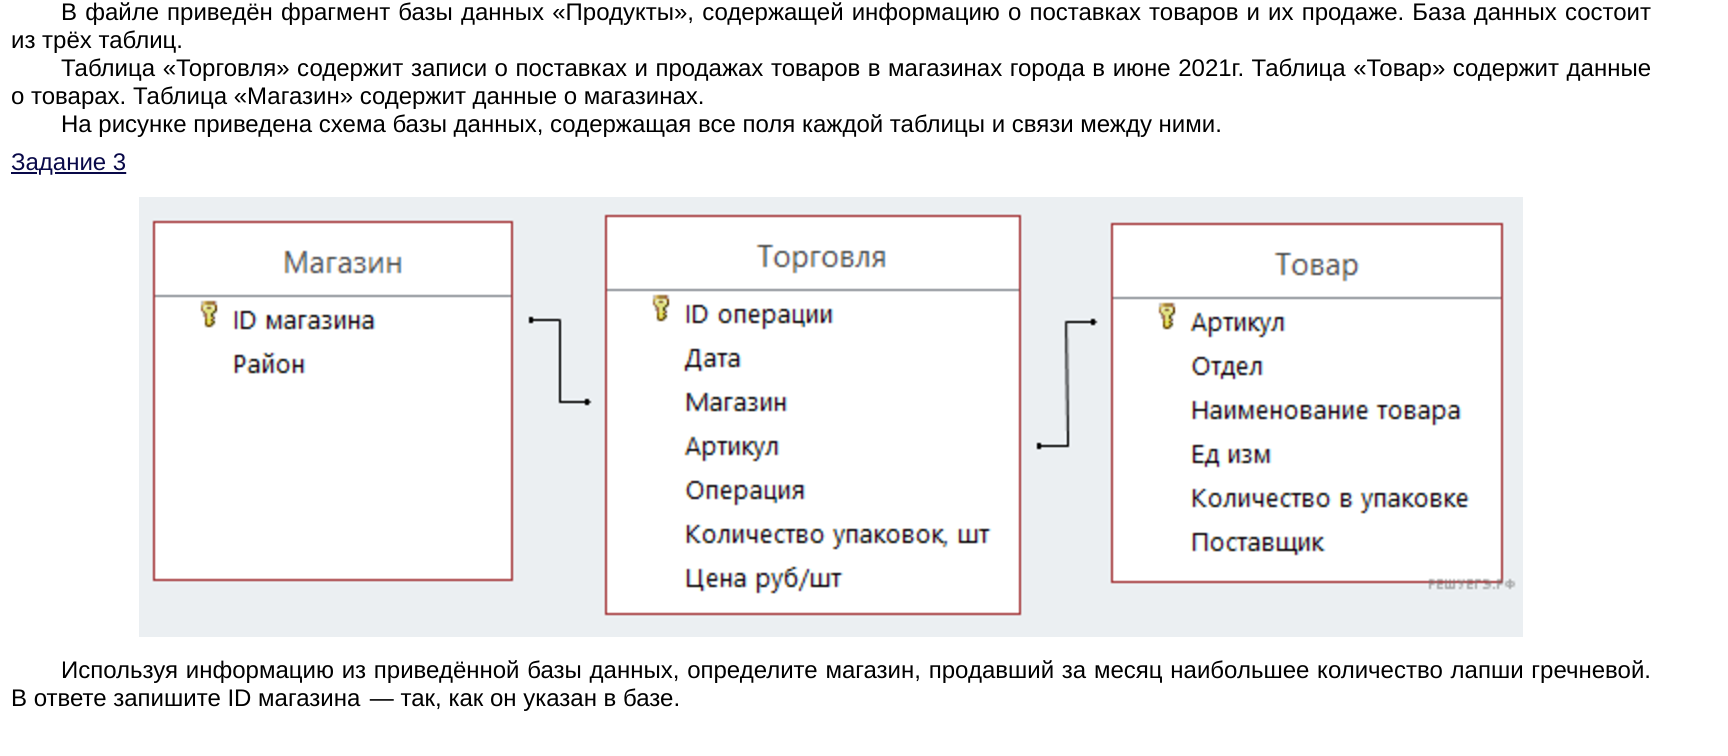 В файле приведён фрагмент базы данных «Продукты», содержащей информацию о поставках товаров и их продаже. База данных состоит
из трёх таблиц.
Таблица «Торговля» содержит записи о поставках и продажах товаров в магазинах города в июне 2021г. Таблица «Товар» содержит данные
о товарах. Таблица «Магазин» содержит данные о магазинах.
На рисунке приведена схема базы данных, содержащая все поля каждой таблицы и связи между ними.
Задание 3
Магазин
ID магазина
Район
Торговля
ID операции
Дата
Магазин
Артикул
Операция
Количество упаковок, шт
Цена руб/шт
Товар
Артикул
Отдел
Наименование товара
Ед изм
Количество в упаковке
Поставщик
РЕШУЕГЭ.РФ
Используя информацию из приведённой базы данных, определите магазин, продавший за месяц наибольшее количество лапши гречневой.
В ответе запишите ID магазина — так, как он указан в базе.